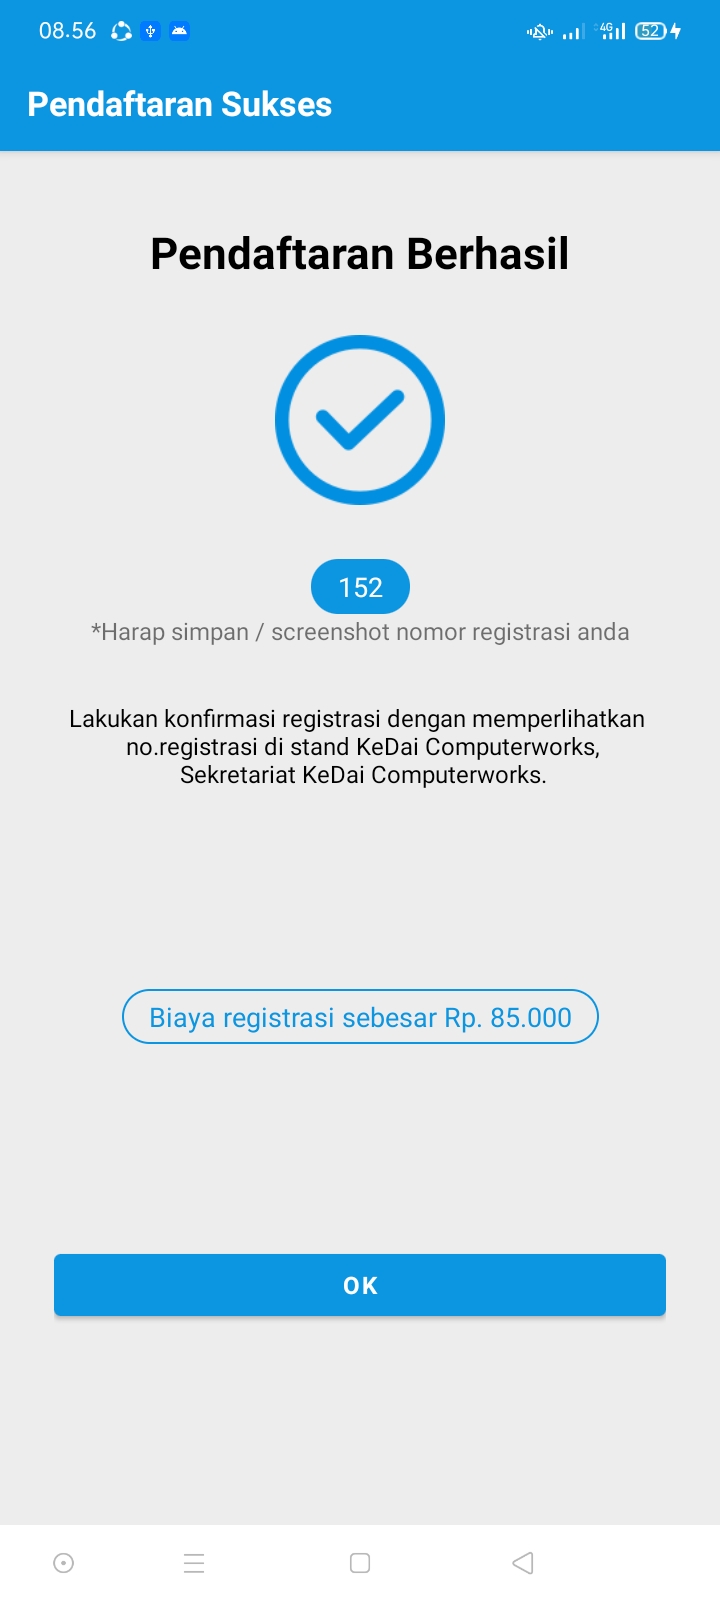 08.56
4G
52
Pendaftaran Sukses
Pendaftaran Berhasil
152
*Harap simpan / screenshot nomor registrasi anda
Lakukan konfirmasi registrasi dengan memperlihatkan
no.registrasi di stand KeDai Computerworks,
Sekretariat KeDai Computerworks.
Biaya registrasi sebesar Rp. 85.000
OK